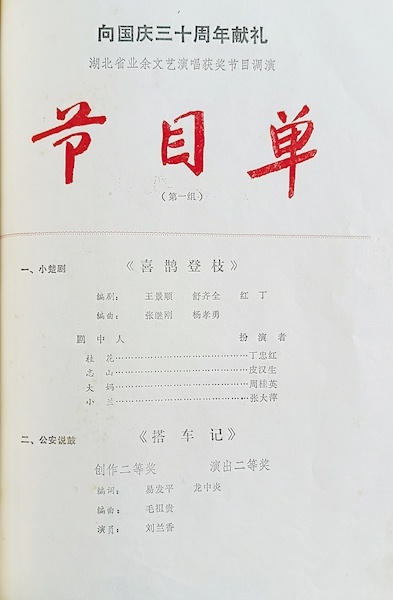 向国庆三十周年献礼
湖北省业余文艺演唱获奖节目调演
节目单
（第一组）
一、小楚剧 《喜鹊登枝》
编剧： 王景顺 舒齐全 红丁
编曲： 张继刚 杨孝勇
剧中人 扮演者
桂花……………………………丁忠红
志山……………………………皮汉生
大妈……………………………周桂英
小兰……………………………张大萍
二、公安说鼓 《搭车记》
创作二等奖 演出二等奖
编词： 易发平 龙中炎
编曲： 毛祖贵
演员： 刘兰香